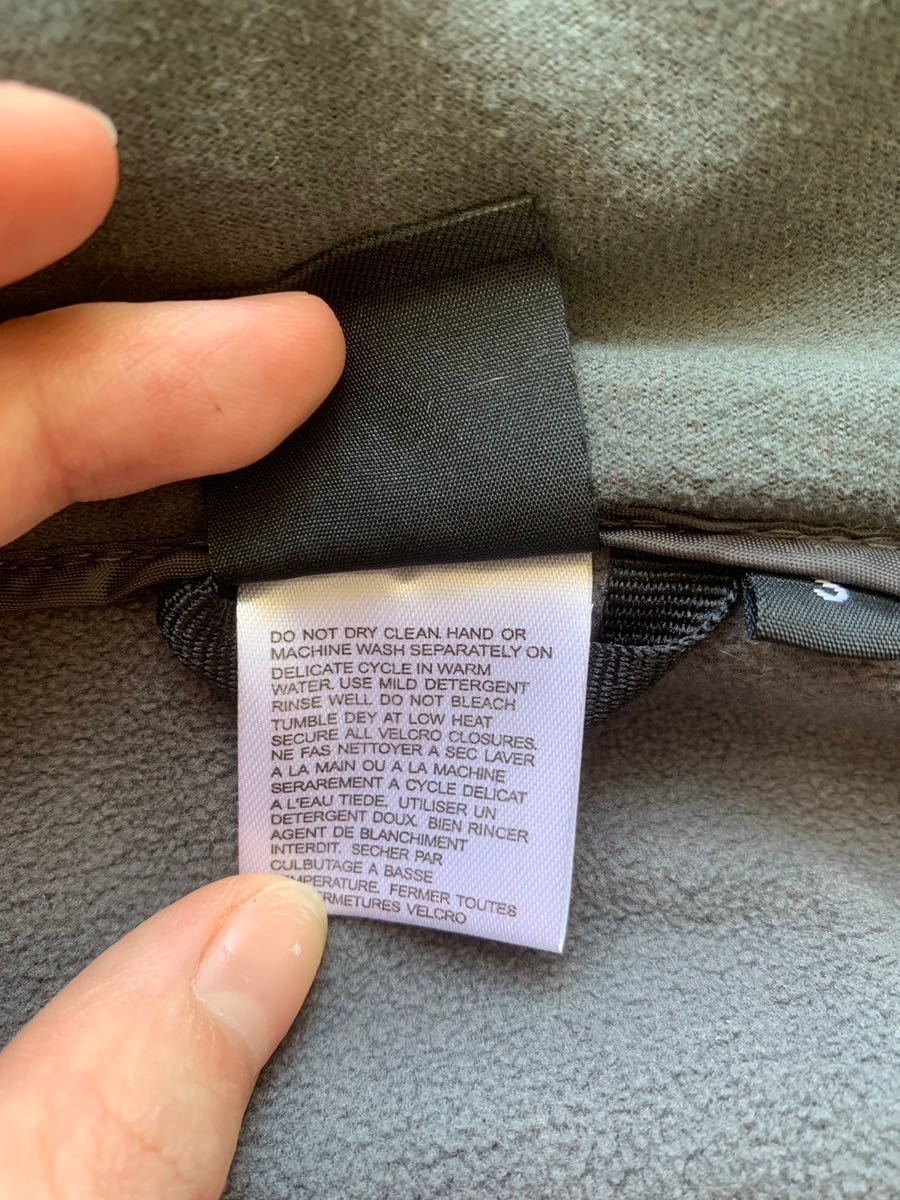 DO NOT DRY CLEAN. HAND OR
MACHINE WASH SEPARATELY ON
DELICATE CYCLE IN WARM
WATER. USE MILD DETERGENT
RINSE WELL DO NOT BLEACH
TUMBLE DEY AT LOW HEAT
SECURE ALL VELCRO CLOSURES.
NE FAS NETTOYER A SEC LAVER
A LA MAIN OU A LA MACHINE
SERAREMENT A CYCLE DELICAT
A L'EAU TIEDE. UTILISER UN
DETERGENT DOUX. BIEN RINCER
AGENT DE BLANCHIMENT
INTERDIT. SECHER PAR
CULBUTAGE A BASSE
MPERATURE. FERMER TOUTES
RMETURES VELCRO